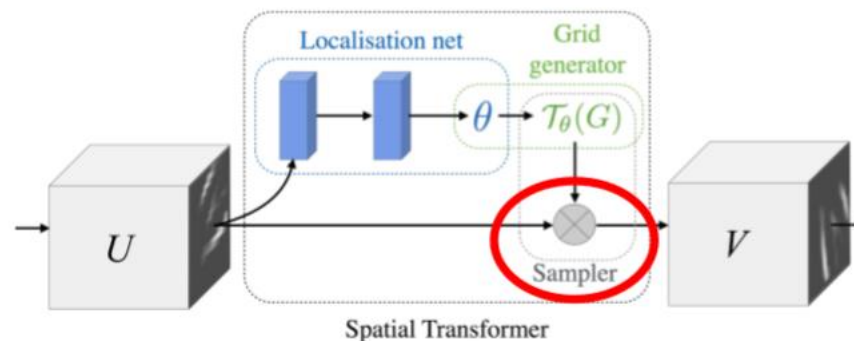 Localisation net
Grid
generator
θ
𝒯θ(G)
U
V
Sampler
Spatial Transformer